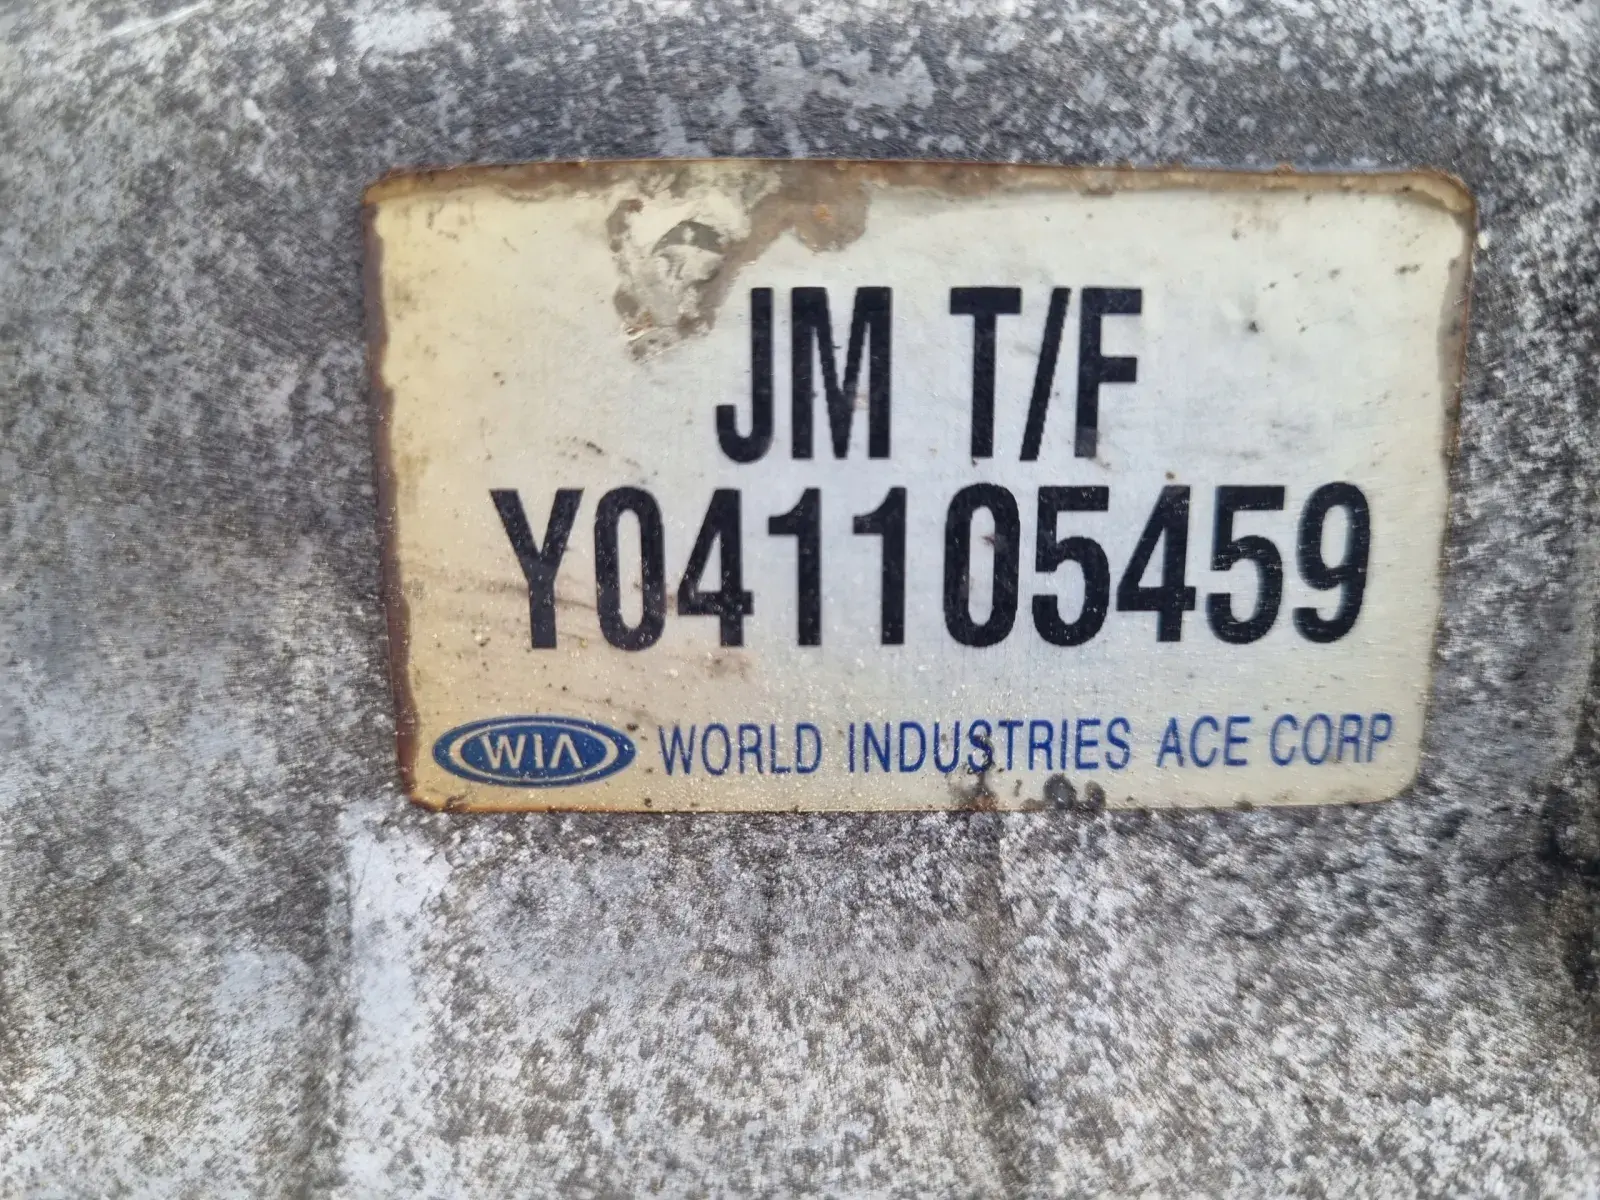 JM T/F
Y041105459
WIA WORLD INDUSTRIES ACE CORP